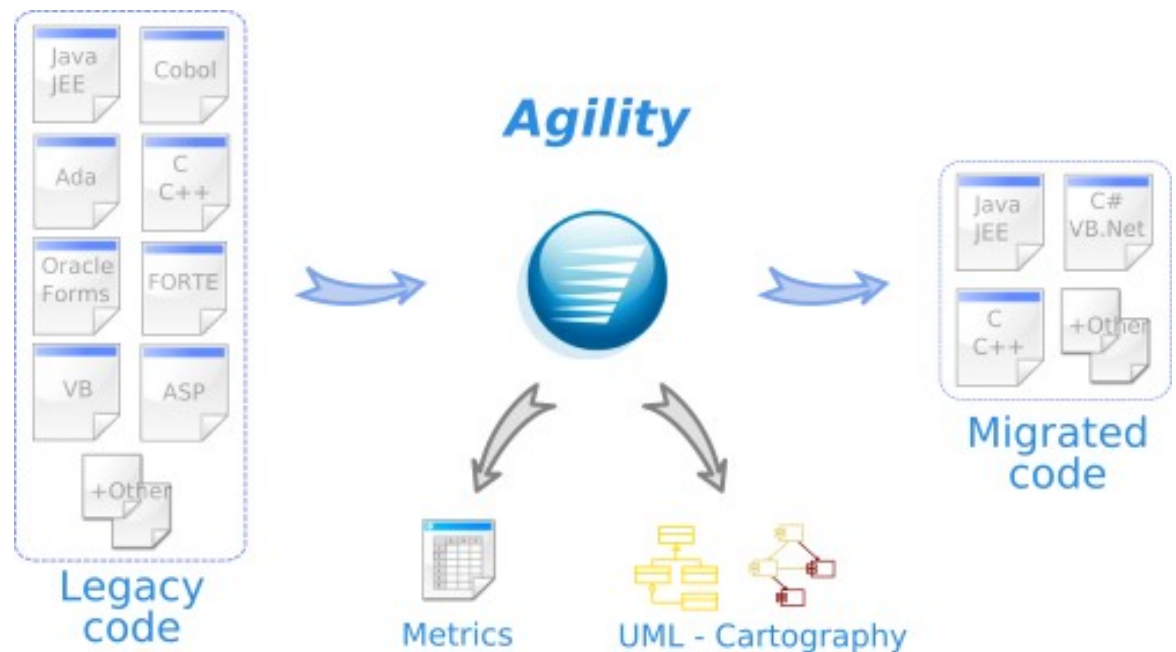 Java
JEE
Cobol
Ada
C
C++
Oracle
Forms
FORTE
VB
ASP
+Other
Legacy
code
Agility
Metrics
UML - Cartography
Java
JEE
C#
VB.Net
C
C++
+Other
Migrated
code